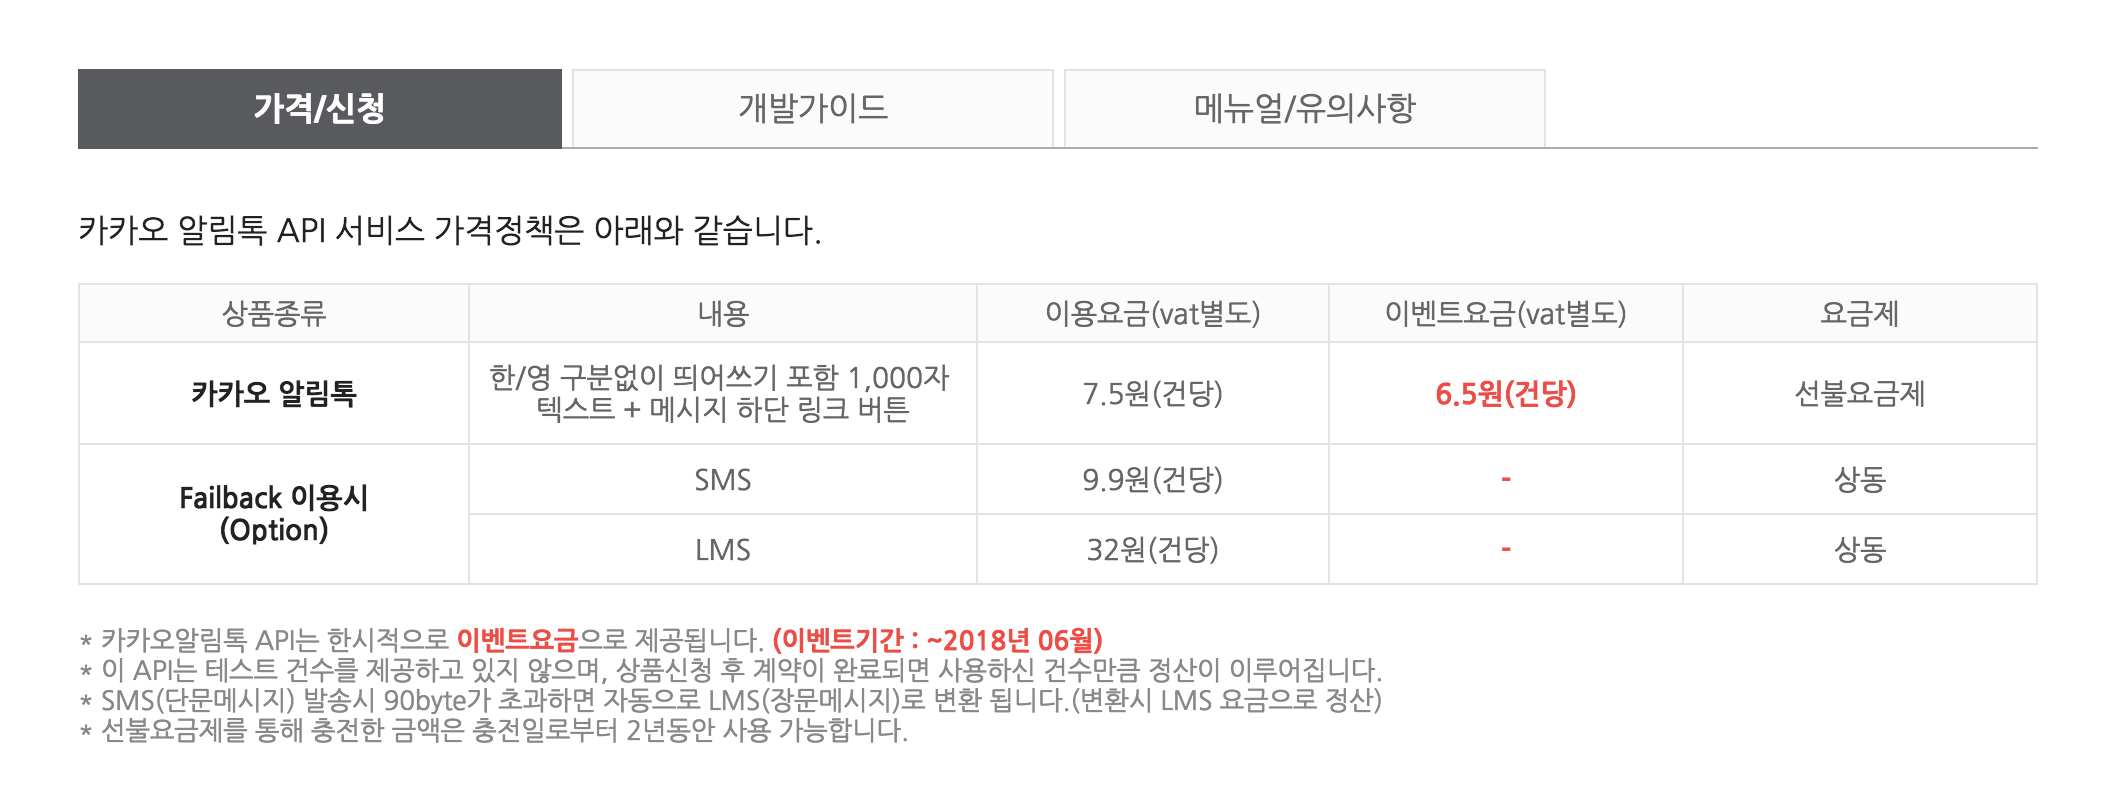 가격/신청
개발가이드
메뉴얼/유의사항
카카오 알림톡 API 서비스 가격정책은 아래와 같습니다.
상품종류 내용 이용요금(vat별도) 이벤트요금(vat별도) 요금제
카카오 알림톡
한/영 구분없이 띄어쓰기 포함 1,000자
텍스트 + 메시지 하단 링크 버튼
7.5원(건당) 6.5원(건당) 선불요금제
Failback 이용시
(Option)
SMS 9.9원(건당) - 상동
LMS 32원(건당) - 상동
* 카카오알림톡 API는 한시적으로 이벤트요금으로 제공됩니다. (이벤트기간 : ~2018년 06월)
* 이 API는 테스트 건수를 제공하고 있지 않으며, 상품신청 후 계약이 완료되면 사용하신 건수만큼 정산이 이루어집니다.
* SMS(단문메시지) 발송시 90byte가 초과하면 자동으로 LMS(장문메시지)로 변환 됩니다.(변환시 LMS 요금으로 정산)
* 선불요금제를 통해 충전한 금액은 충전일로부터 2년동안 사용 가능합니다.